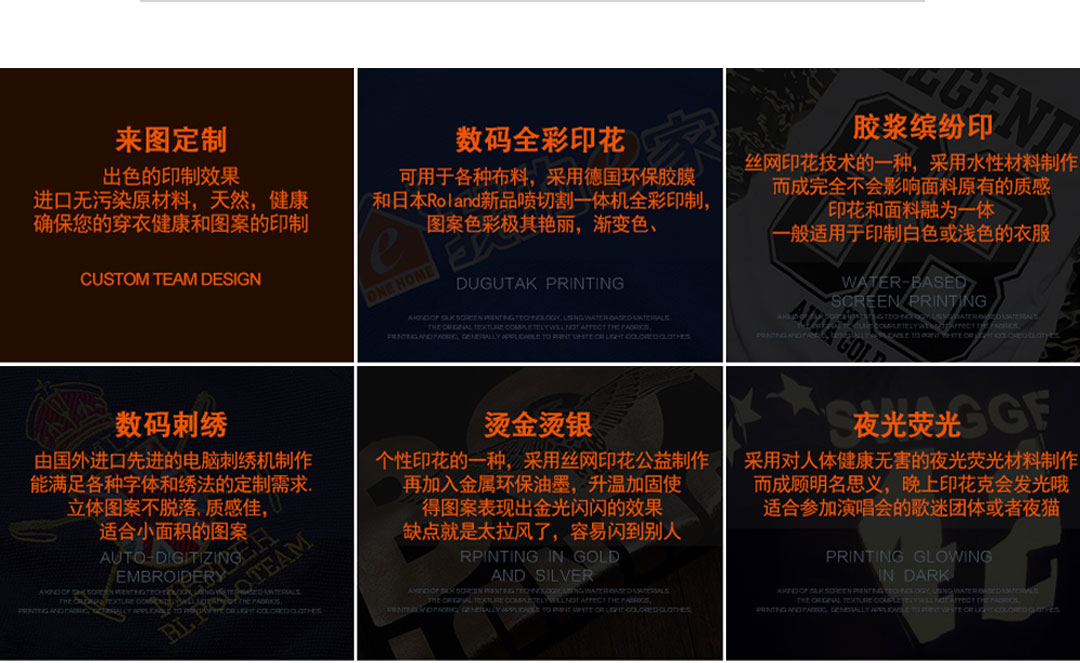 来图定制
出色的印制效果
进口无污染原材料，天然，健康
确保您的穿衣健康和图案的印制
CUSTOM TEAM DESIGN
数码全彩印花
可用于各种布料，采用德国环保胶膜
和日本Roland新品喷切割一体机全彩印制，
图案色彩极其艳丽，渐变色、
e家
e
ONE HOME
DUGUTAK PRINTING
A KIND OF SILK SCREEN PRINTING TECHNOLOGY, USING WATER-BASED MATERIALS.
THE ORIGINAL TEXTURE COMPLETELY WILL NOT AFFECT THE FABRICS,
PRINTING AND FABRIC, GENERALLY APPLICABLE TO PRINT WHITE OR LIGHT-COLORED CLOTHES.
LEGEND
胶浆缤纷印
丝网印花技术的一种，采用水性材料制作
而成完全不会影响面料原有的质感
印花和面料融为一体
一般适用于印制白色或浅色的衣服
WATER-BASED
SCREEN PRINTING
A KIND OF SILK SCREEN PRINTING TECHNOLOGY, USING WATER-BASED MATERIALS.
THE ORIGINAL TEXTURE COMPLETELY WILL NOT AFFECT THE FABRICS,
PRINTING AND FABRIC, GENERALLY APPLICABLE TO PRINT WHITE OR LIGHT-COLORED CLOTHES.
GOLD
数码刺绣
由国外进口先进的电脑刺绣机制作
能满足各种字体和绣法的定制需求.
立体图案不脱落,质感佳，
适合小面积的图案
AUTO-DIGITIZING
EMBROIDERY
A KIND OF SILK SCREEN PRINTING TECHNOLOGY, USING WATER-BASED MATERIALS.
THE ORIGINAL TEXTURE COMPLETELY WILL NOT AFFECT THE FABRICS,
PRINTING AND FABRIC, GENERALLY APPLICABLE TO PRINT WHITE OR LIGHT-COLORED CLOTHES.
烫金烫银
个性印花的一种，采用丝网印花公益制作
再加入金属环保油墨，升温加固使
得图案表现出金光闪闪的效果
缺点就是太拉风了，容易闪到别人
RPINTING IN GOLD
AND SILVER
A KIND OF SILK SCREEN PRINTING TECHNOLOGY, USING WATER-BASED MATERIALS.
THE ORIGINAL TEXTURE COMPLETELY WILL NOT AFFECT THE FABRICS,
PRINTING AND FABRIC, GENERALLY APPLICABLE TO PRINT WHITE OR LIGHT-COLORED CLOTHES.
SWAGGE
夜光荧光
采用对人体健康无害的夜光荧光材料制作
而成顾明名思义，晚上印花克会发光哦
适合参加演唱会的歌迷团体或者夜猫
PRINTING GLOWING
IN DARK
A KIND OF SILK SCREEN PRINTING TECHNOLOGY, USING WATER-BASED MATERIALS.
THE ORIGINAL TEXTURE COMPLETELY WILL NOT AFFECT THE FABRICS,
PRINTING AND FABRIC, GENERALLY APPLICABLE TO PRINT WHITE OR LIGHT-COLORED CLOTHES.